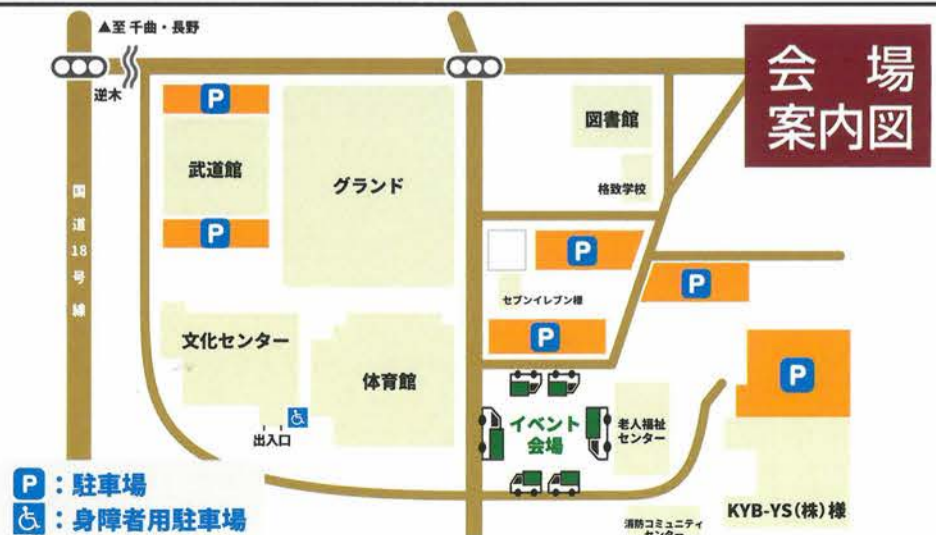 ▲至 千曲・長野
会場
案内図
逆木
P
武道館
グランド
図書館
格致学校
国道18号線
P
P
P
セブンイレブン様
P
文化センター
体育館
P
イベント
会場
老人福祉
センター
出入口
P：駐車場
：身障者用駐車場
KYB-YS(株)様
消防コミュニティ
センター